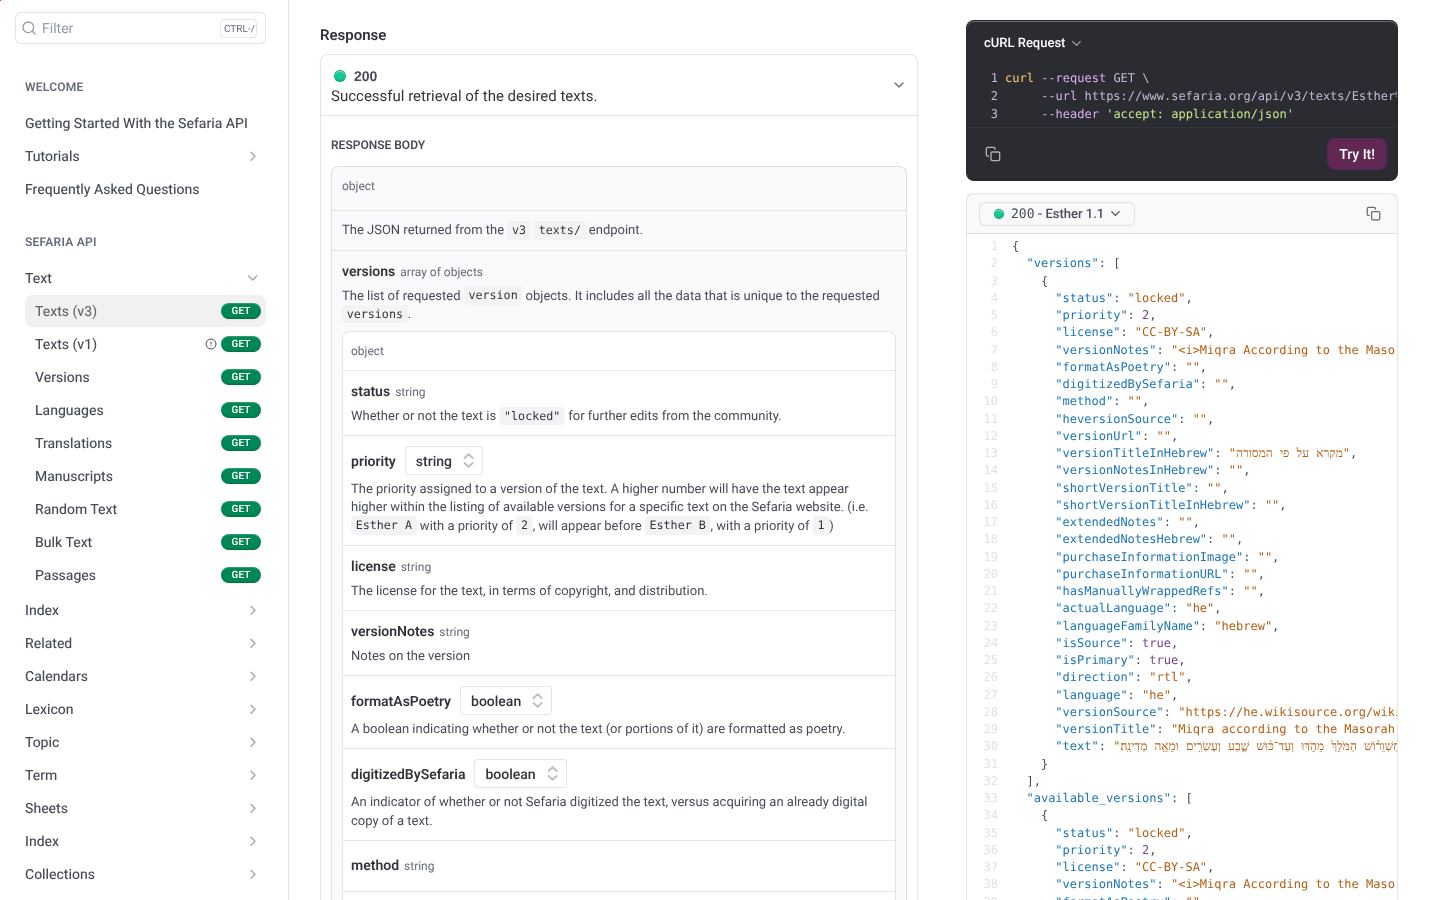 Filter
CTRL-/
WELCOME
Getting Started With the Sefaria API
Tutorials
Frequently Asked Questions
SEFARIA API
Text
Texts (v3) GET
Texts (v1) GET
Versions GET
Languages GET
Translations GET
Manuscripts GET
Random Text GET
Bulk Text GET
Passages GET
Index
Related
Calendars
Lexicon
Topic
Term
Sheets
Index
Collections
Response
200
Successful retrieval of the desired texts.
RESPONSE BODY
object
The JSON returned from the v3 texts/ endpoint.
versions array of objects
The list of requested version objects. It includes all the data that is unique to the requested
versions .
object
status string
Whether or not the text is "locked" for further edits from the community.
priority string
The priority assigned to a version of the text. A higher number will have the text appear
higher within the listing of available versions for a specific text on the Sefaria website. (i.e.
Esther A with a priority of 2 , will appear before Esther B , with a priority of 1 )
license string
The license for the text, in terms of copyright, and distribution.
versionNotes string
Notes on the version
formatAsPoetry boolean
A boolean indicating whether or not the text (or portions of it) are formatted as poetry.
digitizedBySefaria boolean
An indicator of whether or not Sefaria digitized the text, versus acquiring an already digital
copy of a text.
method string
cURL Request
1 curl --request GET \
2 --url https://www.sefaria.org/api/v3/texts/Esther
3 --header 'accept: application/json'
Try It!
200 - Esther 1.1
1 {
2 "versions": [
3 {
4 "status": "locked",
5 "priority": 2,
6 "license": "CC-BY-SA",
7 "versionNotes": "<i>Miqra According to the Maso
8 "formatAsPoetry": "",
9 "digitizedBySefaria": "",
10 "method": "",
11 "heversionSource": "",
12 "versionUrl": "",
13 "versionTitleInHebrew": "מקרא על פי המסורה",
14 "versionNotesInHebrew": "",
15 "shortVersionTitle": "",
16 "shortVersionTitleInHebrew": "",
17 "extendedNotes": "",
18 "extendedNotesHebrew": "",
19 "purchaseInformationImage": "",
20 "purchaseInformationURL": "",
21 "hasManuallyWrappedRefs": "",
22 "actualLanguage": "he",
23 "languageFamilyName": "hebrew",
24 "isSource": true,
25 "isPrimary": true,
26 "direction": "rtl",
27 "language": "he",
28 "versionSource": "https://he.wikisource.org/wiki
29 "versionTitle": "Miqra according to the Masorah
30 "text": "
31 }
32 ],
33 "available_versions": [
34 {
35 "status": "locked",
36 "priority": 2,
37 "license": "CC-BY-SA",
38 "versionNotes": "<i>Miqra According to the Maso